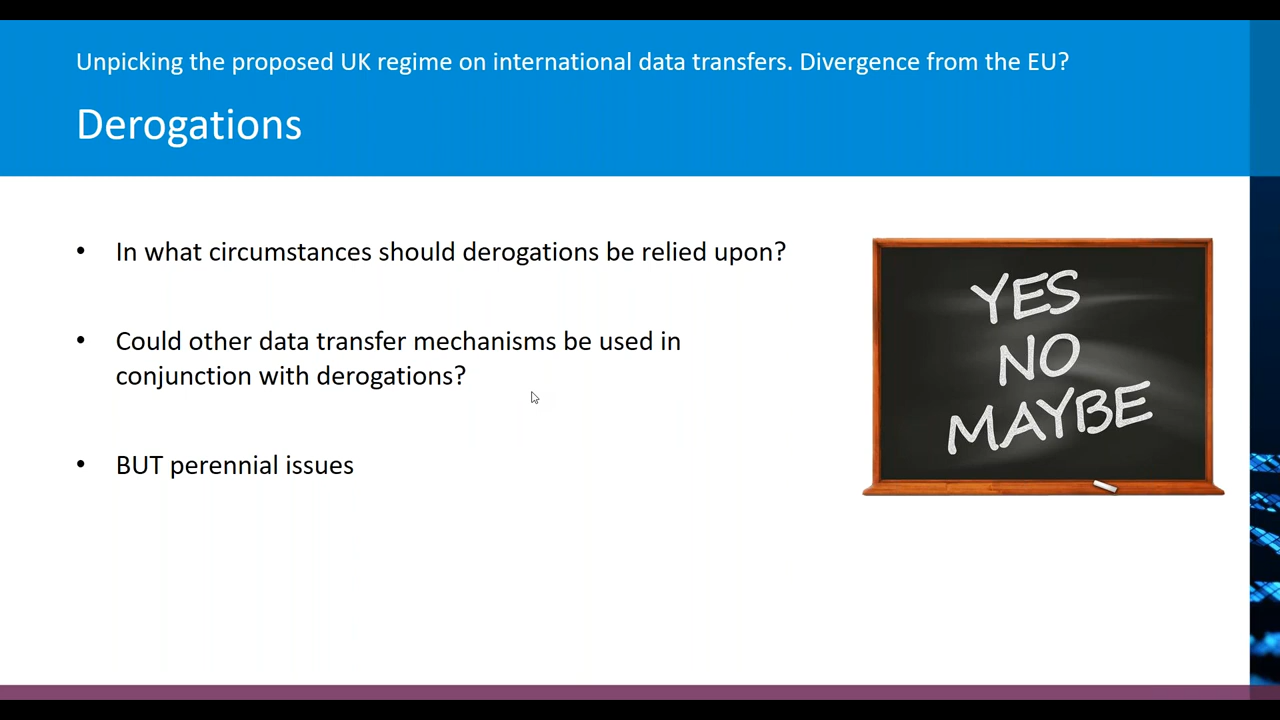 Unpicking the proposed UK regime on international data transfers. Divergence from the EU?
Derogations
• In what circumstances should derogations be relied upon?
• Could other data transfer mechanisms be used in
conjunction with derogations?
• BUT perennial issues
YES
NO
MAYBE